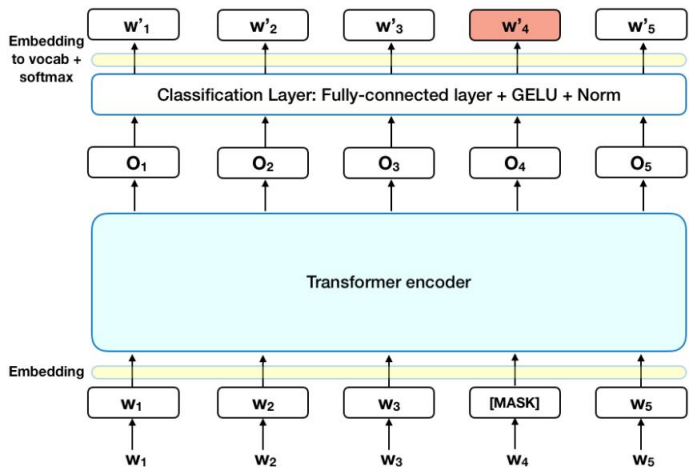 w'₁ w'₂ w'₃ w'₄ w'₅
Embedding
to vocab +
softmax
Classification Layer: Fully-connected layer + GELU + Norm
O₁ O₂ O₃ O₄ O₅
Transformer encoder
Embedding
w₁ w₂ w₃ [MASK] w₅
w₁ w₂ w₃ w₄ w₅